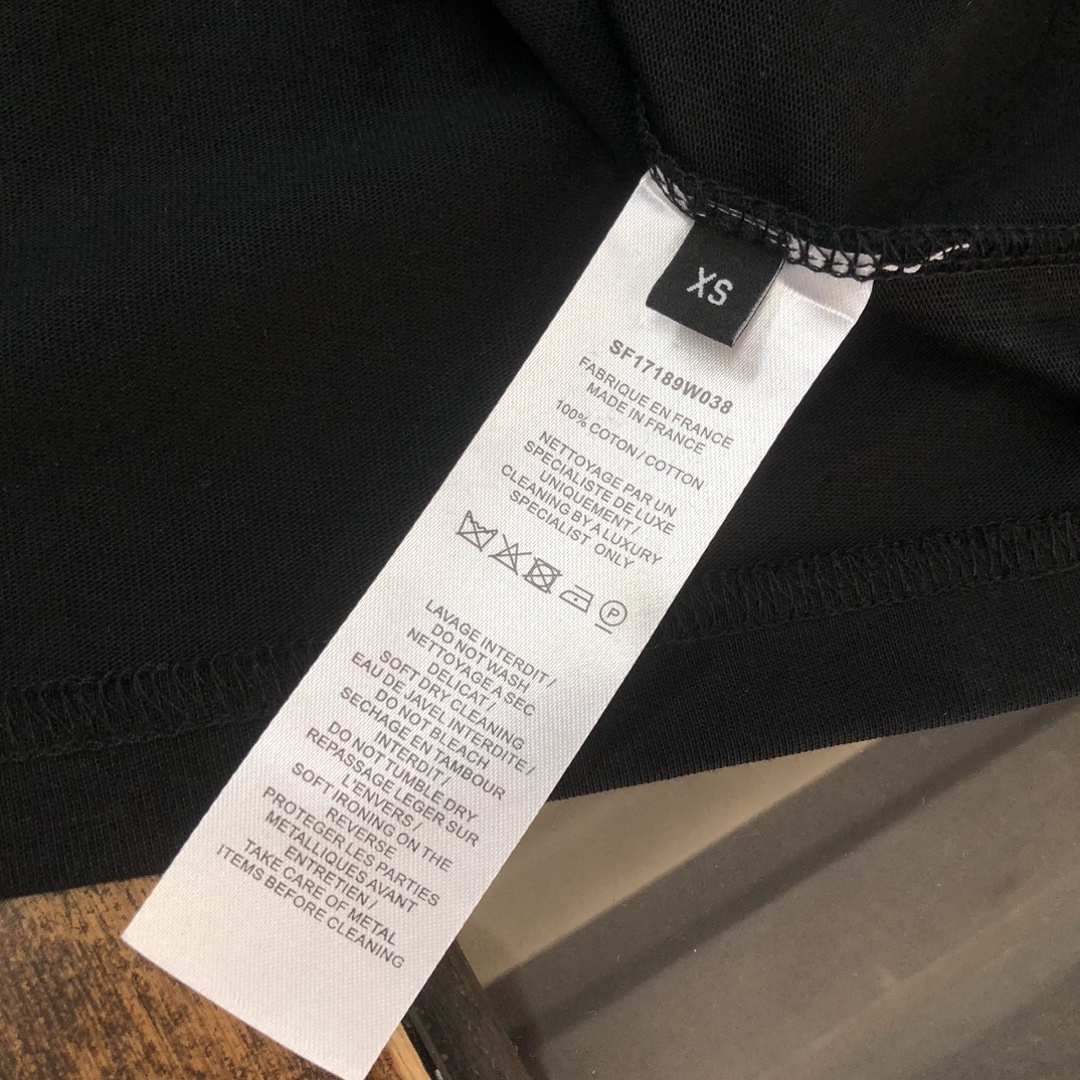 XS
SF17189W038
FABRIQUE EN FRANCE
MADE IN FRANCE
100% COTON / COTTON
NETTOYAGE PAR UN
SPECIALISTE DE LUXE
UNIQUEMENT /
CLEANING BY A LUXURY
SPECIALIST ONLY
P
LAVAGE INTERDIT /
DO NOT WASH
NETTOYAGE A SEC
DELICAT /
SOFT DRY CLEANING
EAU DE JAVEL INTERDITE /
DO NOT BLEACH
SECHAGE EN TAMBOUR
INTERDIT /
DO NOT TUMBLE DRY
REPASSAGE LEGER SUR
L'ENVERS /
SOFT IRONING ON THE
REVERSE
PROTEGER LES PARTIES
METALLIQUES AVANT
ENTRETIEN /
TAKE CARE OF METAL
ITEMS BEFORE CLEANING